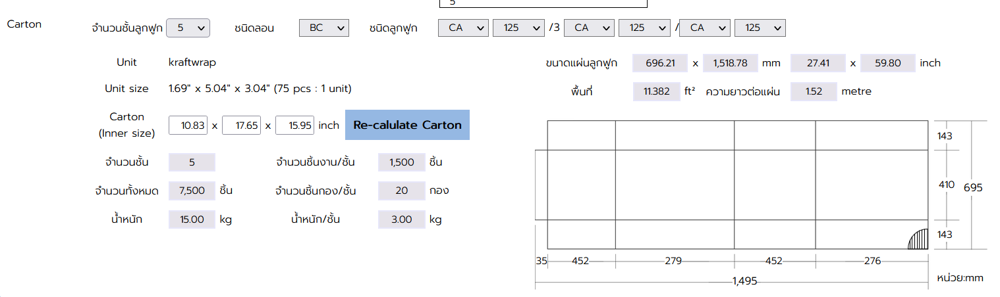 5
Carton จำนวนชั้นลูกฟูก 5 ชนิดลอน BC ชนิดลูกฟูก CA 125 /3 CA 125 / CA 125
Unit kraftwrap ขนาดแผ่นลูกฟูก 696.21 x 1,518.78 mm 27.41 x 59.80 inch
Unit size 1.69" x 5.04" x 3.04" (75 pcs : 1 unit) พื้นที่ 11.382 ft² ความยาวต่อแผ่น 1.52 metre
Carton
(Inner size) 10.83 x 17.65 x 15.95 inch Re-calulate Carton
จำนวนชั้น 5 จำนวนชิ้นงาน/ชั้น 1,500 ชิ้น
จำนวนทั้งหมด 7,500 ชิ้น จำนวนชิ้นกอง/ชั้น 20 กอง
น้ำหนัก 15.00 kg น้ำหนัก/ชั้น 3.00 kg
143
410 695
143
35 452 279 452 276
1,495 หน่วย:mm